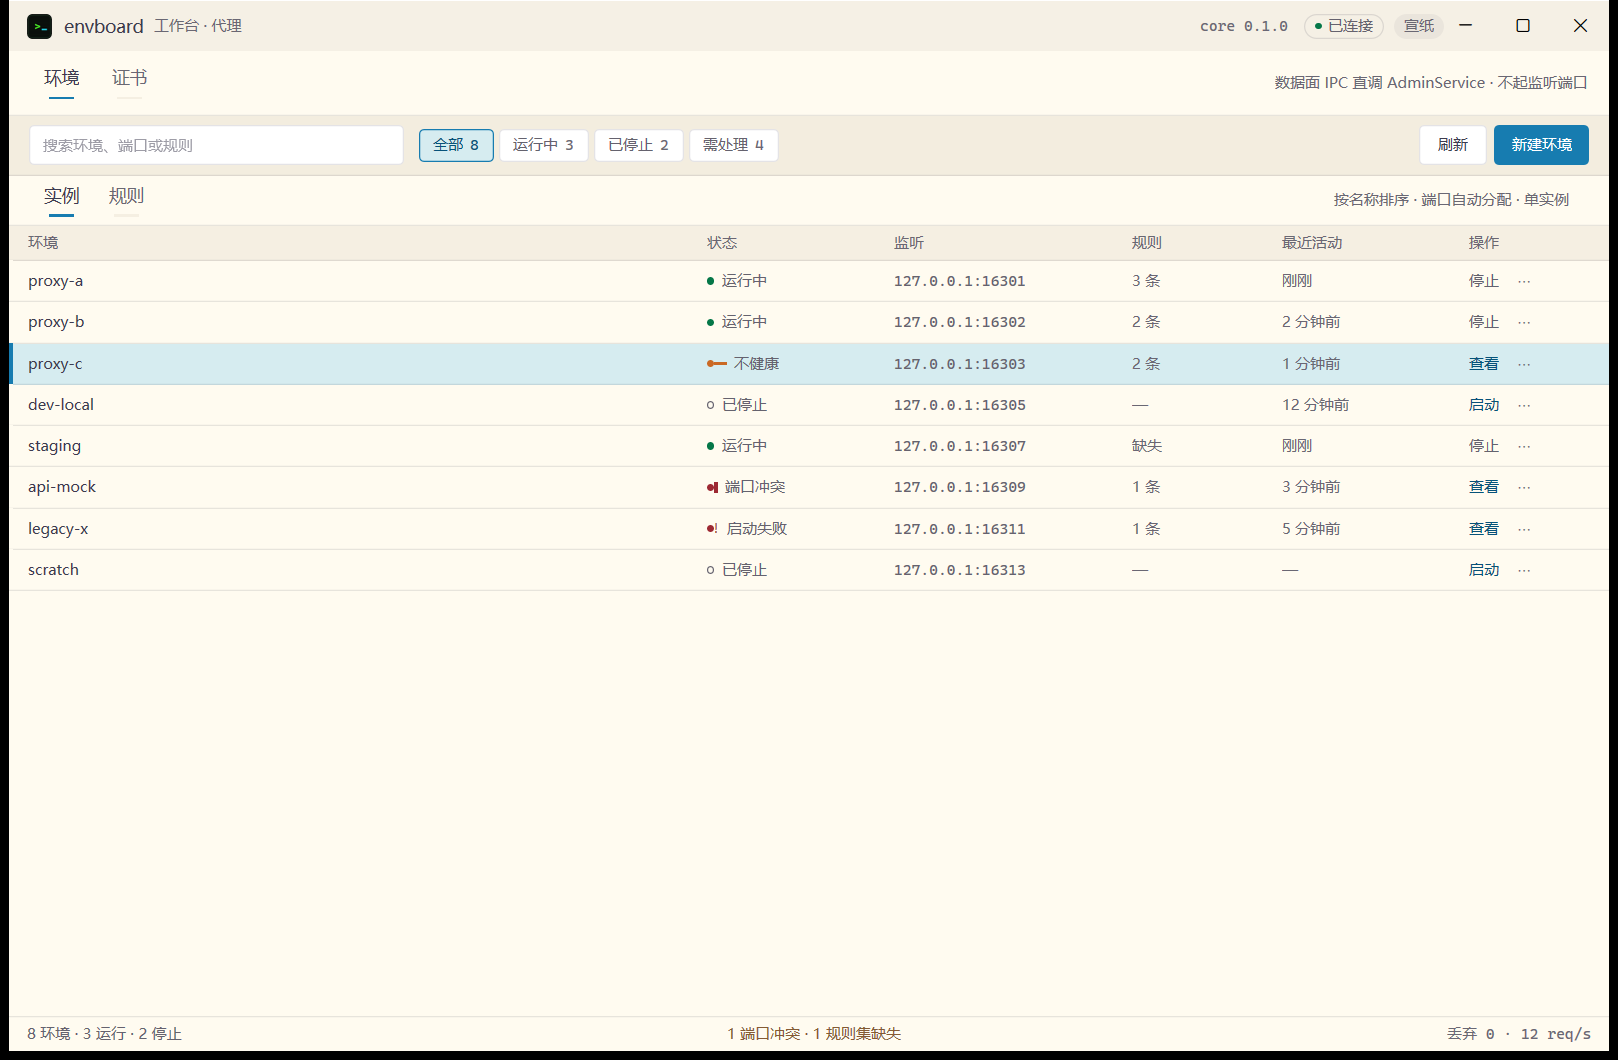 envboard 工作台 · 代理 core 0.1.0 已连接 宣纸
环境 证书 数据面 IPC 直调 AdminService · 不起监听端口
搜索环境、端口或规则 全部 8 运行中 3 已停止 2 需处理 4 刷新 新建环境
实例 规则 按名称排序 · 端口自动分配 · 单实例
环境 状态 监听 规则 最近活动 操作
proxy-a 运行中 127.0.0.1:16301 3 条 刚刚 停止 ···
proxy-b 运行中 127.0.0.1:16302 2 条 2 分钟前 停止 ···
proxy-c 不健康 127.0.0.1:16303 2 条 1 分钟前 查看 ···
dev-local 已停止 127.0.0.1:16305 — 12 分钟前 启动 ···
staging 运行中 127.0.0.1:16307 缺失 刚刚 停止 ···
api-mock 端口冲突 127.0.0.1:16309 1 条 3 分钟前 查看 ···
legacy-x ! 启动失败 127.0.0.1:16311 1 条 5 分钟前 查看 ···
scratch 已停止 127.0.0.1:16313 — — 启动 ···
8 环境 · 3 运行 · 2 停止 1 端口冲突 · 1 规则集缺失 丢弃 0 · 12 req/s